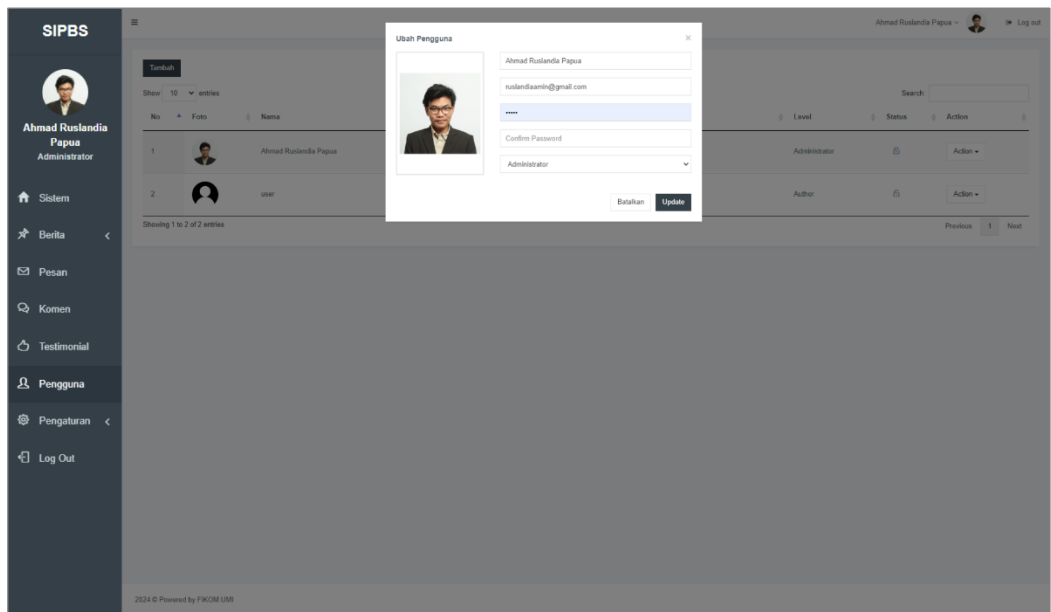 SIPBS
Ahmad Ruslandia Papua
Log out
Ahmad Ruslandia
Papua
Administrator
Sistem
Berita
Pesan
Komen
Testimonial
Pengguna
Pengaturan
Log Out
Tambah
Show 10 entries
Search
No Foto Nama Level Status Action
1 Ahmad Ruslandia Papua Administrator Action
2 user Author Action
Showing 1 to 2 of 2 entries
Previous 1 Next
Ubah Pengguna
Ahmad Ruslandia Papua
ruslandiaamin@gmail.com
•••••
Confirm Password
Administrator
Batalkan Update
2024 © Powered by FIKOM UMI